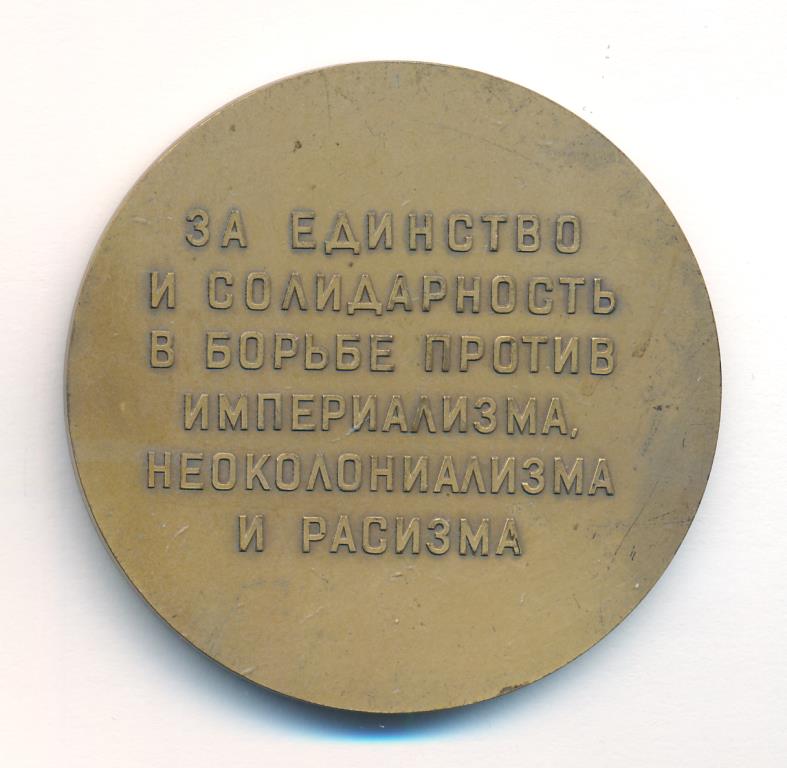 ЗА ЕДИНСТВО
И СОЛИДАРНОСТЬ
В БОРЬБЕ ПРОТИВ
ИМПЕРИАЛИЗМА,
НЕОКОЛОНИАЛИЗМА
И РАСИЗМА